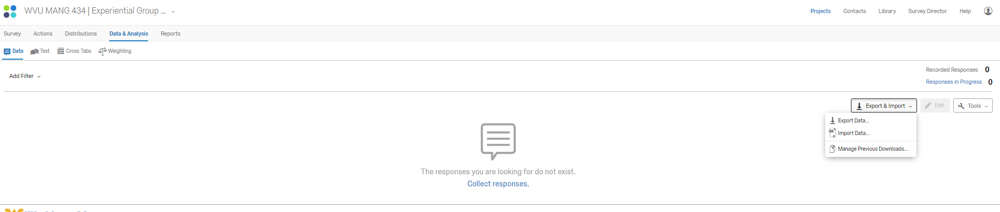 WVU MANG 434 | Experiential Group ...
Projects Contacts Library Survey Director Help
Survey Actions Distributions Data & Analysis Reports
Data Text Cross Tabs Weighting
Add Filter
Recorded Responses 0
Responses in Progress 0
Export & Import Edit Tools
Export Data...
Import Data...
Manage Previous Downloads...
The responses you are looking for do not exist.
Collect responses.